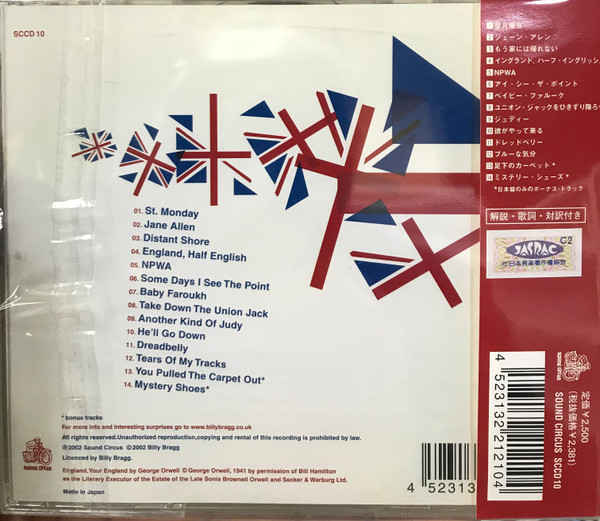 SCCD 10
01. St. Monday
02. Jane Allen
03. Distant Shore
04. England, Half English
05. NPWA
06. Some Days I See The Point
07. Baby Faroukh
08. Take Down The Union Jack
09. Another Kind Of Judy
10. He'll Go Down
11. Dreadbelly
12. Tears Of My Tracks
13. You Pulled The Carpet Out*
14. Mystery Shoes*
* bonus tracks
For more info and interesting surprises go to www.billybragg.co.uk
All rights reserved.Unauthorized reproduction,copying and rental of this recording is prohibited by law.
℗2002 Sound Circus ©2002 Billy Bragg
Licenced by Billy Bragg.
England, Your England by George Orwell © George Orwell, 1941 by permission of Bill Hamilton
as the Literary Executor of the Estate of the Late Sonia Brownell Orwell and Secker & Warburg Ltd.
Made in Japan
SOUND CIRCUS
4 52313
2 ジェーン・アレン
3 もう家には帰れない
4 イングランド, ハーフ・イングリッシュ
5 NPWA
6 アイ・シー・ザ・ポイント
7 ベイビー・ファルーク
8 ユニオン・ジャックをひきずり降ろ
9 ジュディー
10 彼がやって来る
11 ドレッドベリー
12 ブルーな気分
13 足下のカーペット*
14 ミステリー・シューズ*
*日本盤のみのボーナス・トラック
解説・歌詞・対訳付き
C2
JASRAC
日本音楽著作権協会
SOUND CIRCUS
4 523132 212104
定価￥2,500
(税抜価格￥2,381)
SOUND CIRCUS SCCD10